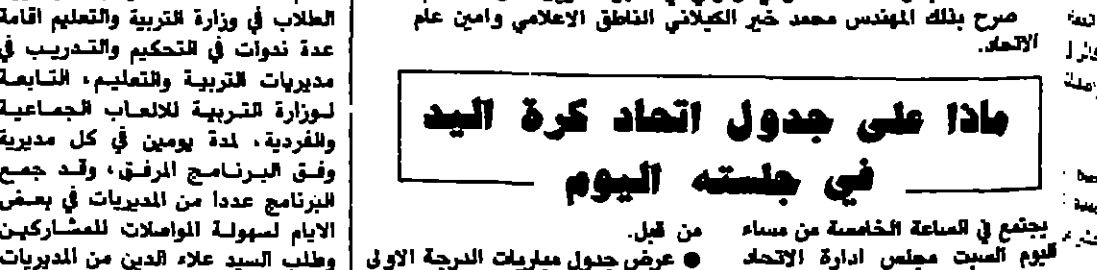 صرح بذلك المهندس محمد خير الكيلاني الناطق الاعلامي وامين عام
الاتحاد.
ماذا على جدول اتحاد كرة اليد
في جلسته اليوم
يجتمع في الساعة الخامسة من مساء
اليوم السبت مجلس ادارة الاتحاد
من قبل.
● عرض جدول مباريات الدرجة الاولى
الطلاب في وزارة التربية والتعليم اقامة
عدة ندوات في التحكيم والتدريب في
مديريات التربية والتعليم، التابعة
لوزارة التربية للالعاب الجماعية
والفردية، لمدة يومين في كل مديرية
وفق البرنامج المرفق، وقد جمع
البرنامج عددا من المديريات في بعض
الايام لسهولة المواصلات للمشاركين
وطلب السيد علاء الدين من المديريات